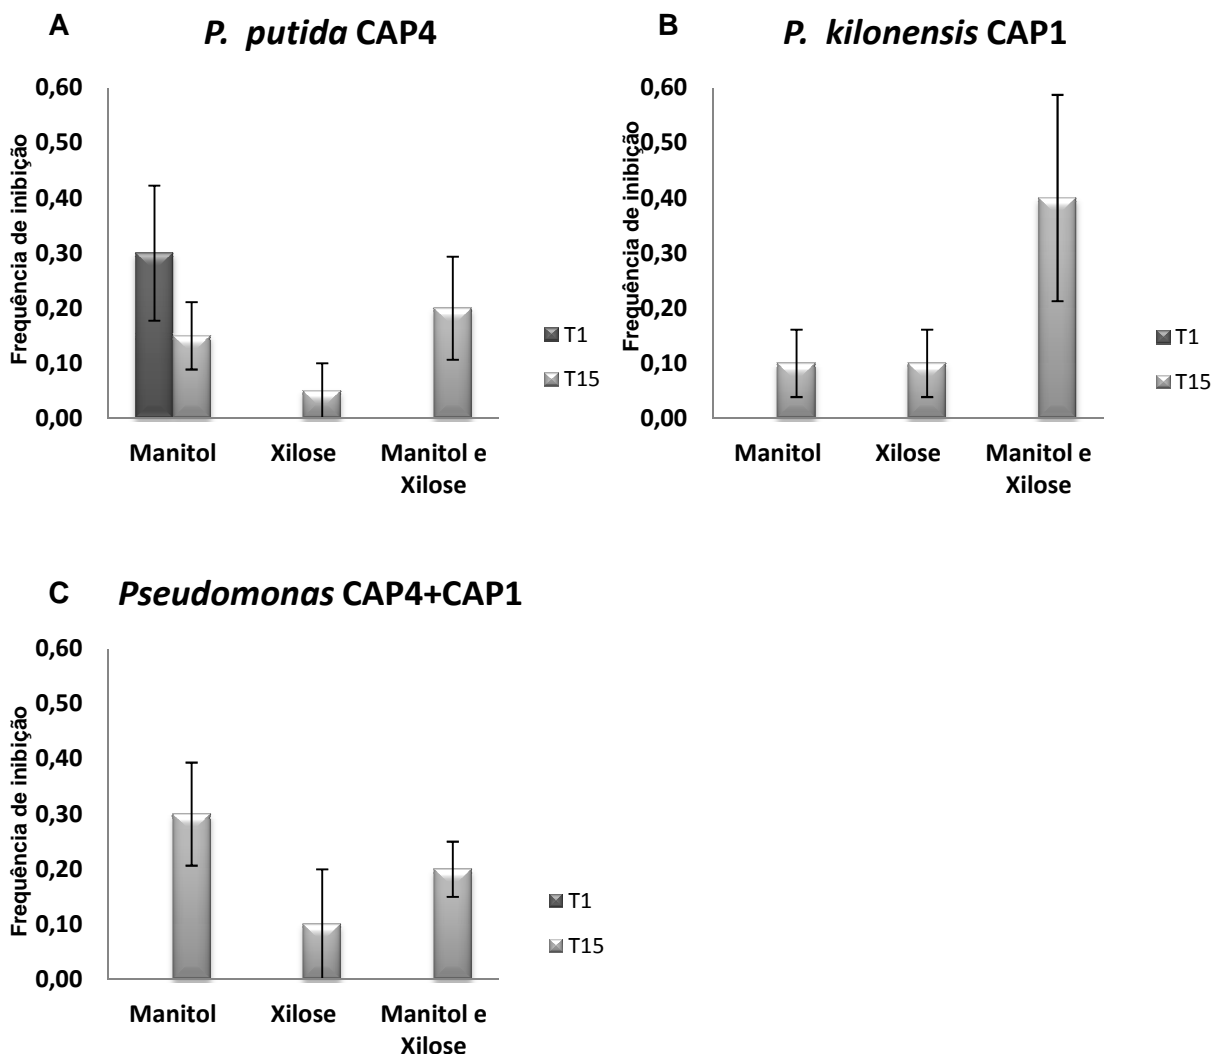 A
P. putida CAP4
0,60
0,50
0,40
0,30
0,20
0,10
0,00
Frequência de inibição
Manitol
Xilose
Manitol e
Xilose
T1
T15
B
P. kilonensis CAP1
0,60
0,50
0,40
0,30
0,20
0,10
0,00
Frequência de inibição
Manitol
Xilose
Manitol e
Xilose
T1
T15
C
Pseudomonas CAP4+CAP1
0,60
0,50
0,40
0,30
0,20
0,10
0,00
Frequência de inibição
Manitol
Xilose
Manitol e
Xilose
T1
T15